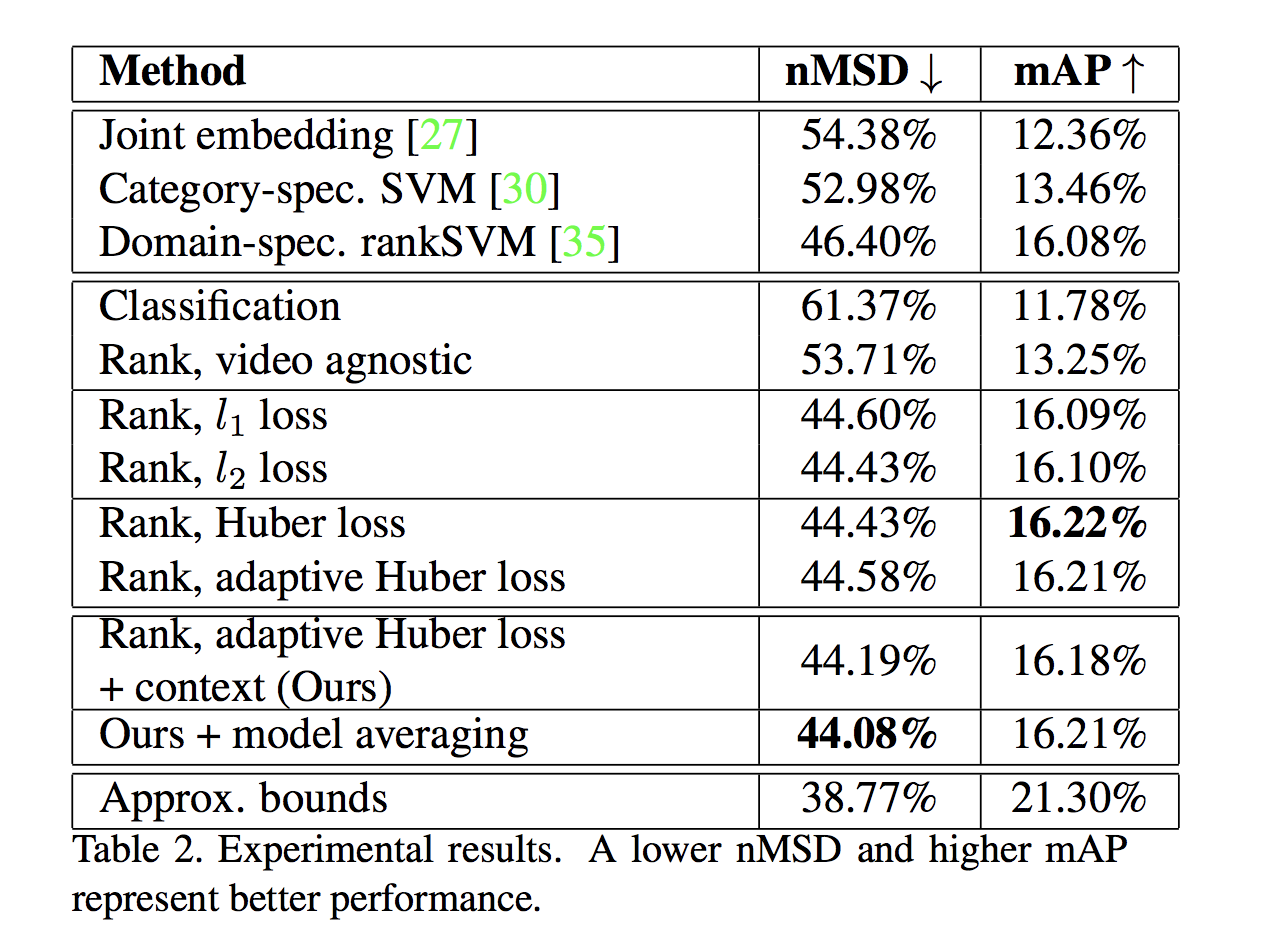 Method nMSD ↓ mAP ↑
Joint embedding [27] 54.38% 12.36%
Category-spec. SVM [30] 52.98% 13.46%
Domain-spec. rankSVM [35] 46.40% 16.08%
Classification 61.37% 11.78%
Rank, video agnostic 53.71% 13.25%
Rank, l₁ loss 44.60% 16.09%
Rank, l₂ loss 44.43% 16.10%
Rank, Huber loss 44.43% 16.22%
Rank, adaptive Huber loss 44.58% 16.21%
Rank, adaptive Huber loss
+ context (Ours) 44.19% 16.18%
Ours + model averaging 44.08% 16.21%
Approx. bounds 38.77% 21.30%
Table 2. Experimental results. A lower nMSD and higher mAP
represent better performance.